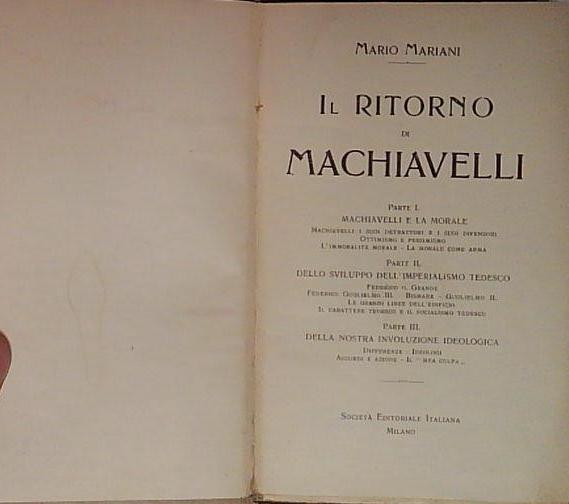 MARIO MARIANI
IL RITORNO
DI
MACHIAVELLI
PARTE I.
MACHIAVELLI E LA MORALE
MACHIAVELLI I SUOI DETRATTORI E I SUOI DIFENSORI
OTTIMISMO E PESSIMISMO
L'IMMORALITÀ MORALE - LA MORALE COME ARMA
PARTE II.
DELLO SVILUPPO DELL'IMPERIALISMO TEDESCO
FEDERICO IL GRANDE
FEDERICO GUGLIELMO III. BISMARK - GUGLIELMO II.
LE GRANDI LINEE DELL'EDIFICIO
IL CARATTERE TEDESCO E IL SOCIALISMO TEDESCO
PARTE III.
DELLA NOSTRA INVOLUZIONE IDEOLOGICA
DIFFERENZE - IDEOLOGI
E AZIONE - IL "MEA CULPA„
SOCIETÀ EDITORIALE ITALIANA
MILANO